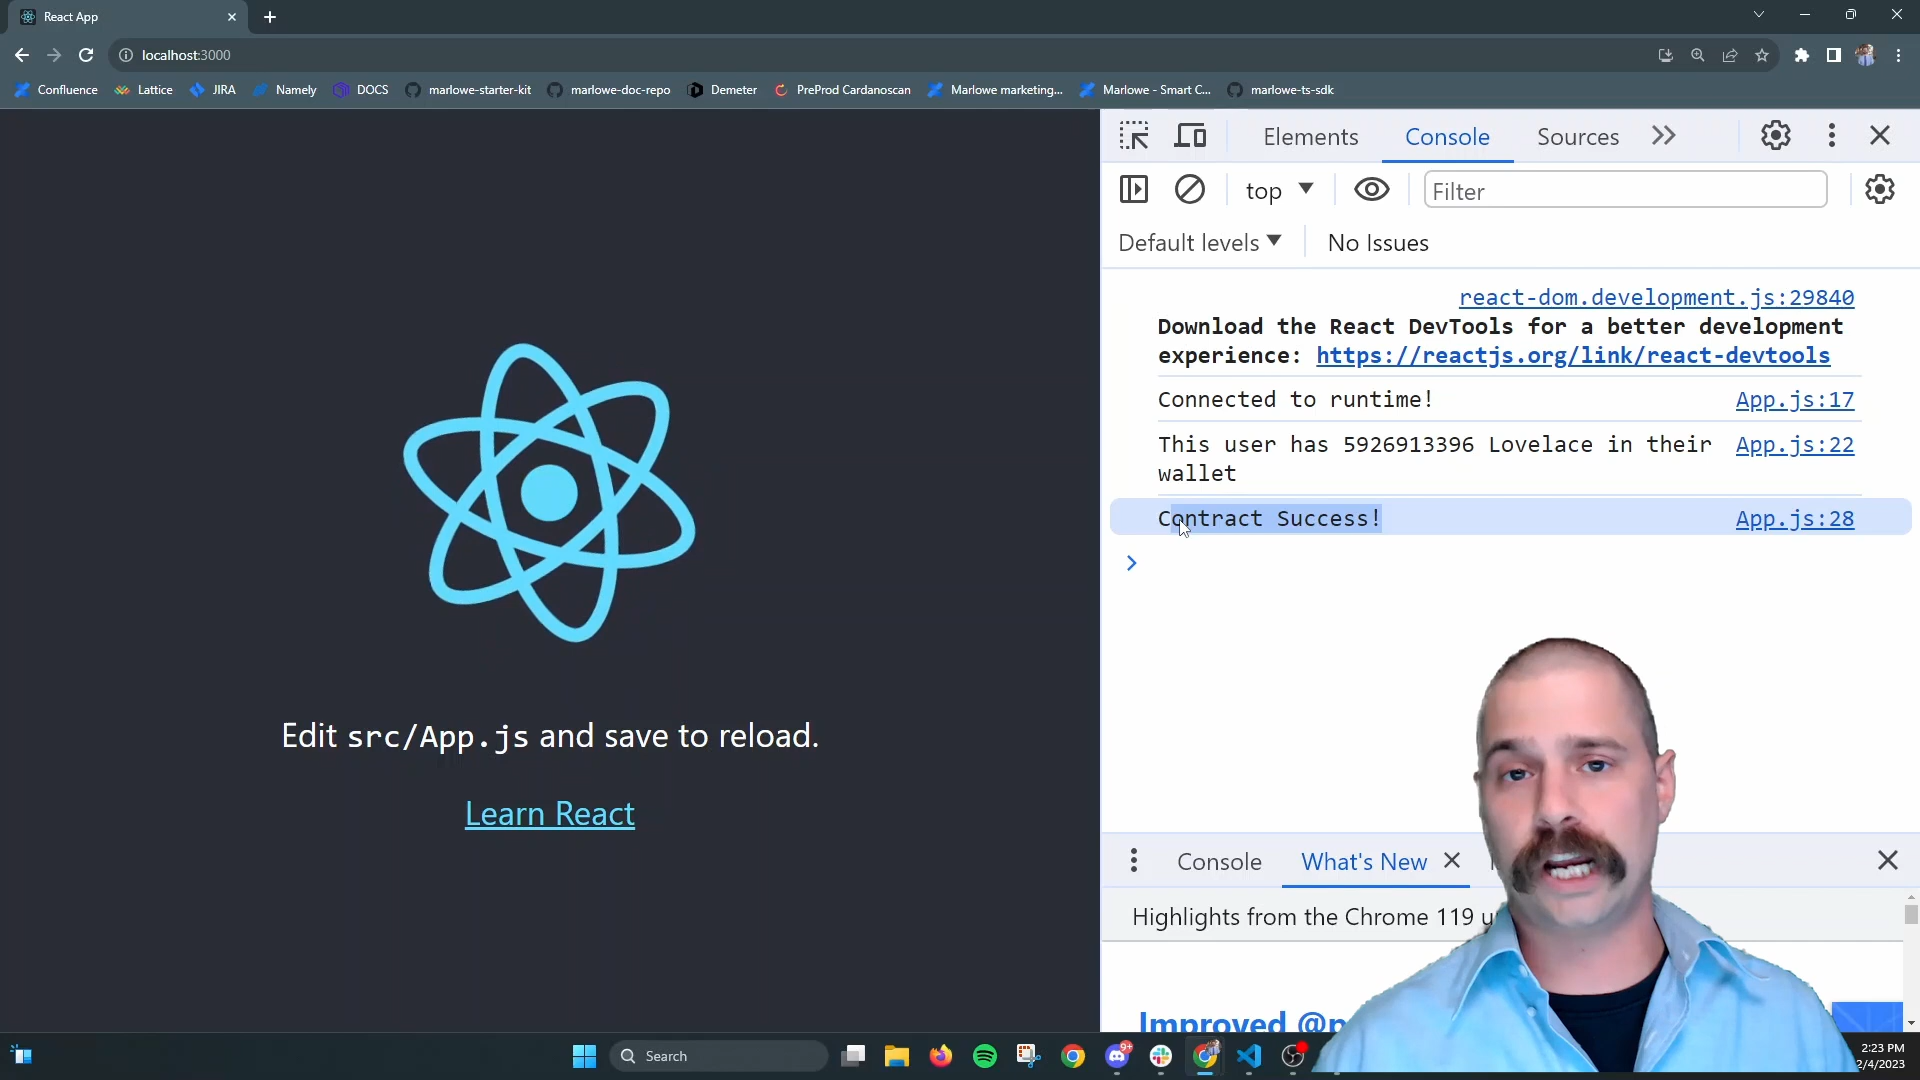 React App
localhost:3000
Confluence Lattice JIRA Namely DOCS marlowe-starter-kit marlowe-doc-repo Demeter PreProd Cardanoscan Marlowe marketing... Marlowe - Smart C... marlowe-ts-sdk
Edit src/App.js and save to reload.
Learn React
Elements Console Sources
top Filter
Default levels No Issues
react-dom.development.js:29840
Download the React DevTools for a better development
experience: https://reactjs.org/link/react-devtools
Connected to runtime! App.js:17
This user has 5926913396 Lovelace in their App.js:22
wallet
Contract Success! App.js:28
Console What's New
Highlights from the Chrome 119
Improved
Search
9+
2:23 PM
2/4/2023